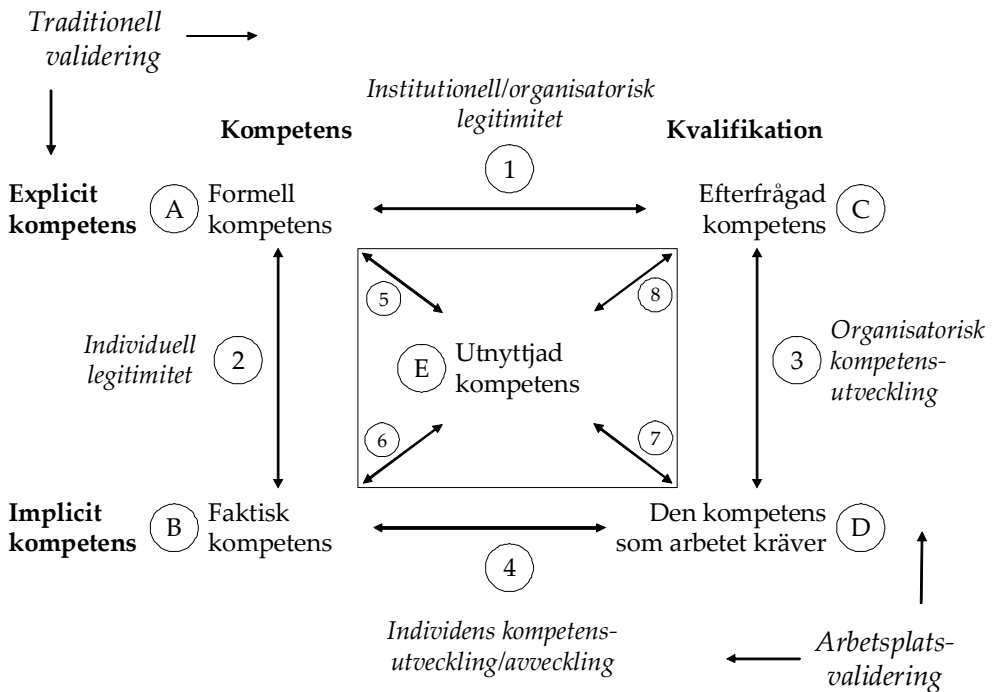 Traditionell
validering
Institutionell/organisatorisk
legitimitet
Kompetens
Kvalifikation
1
Explicit
kompetens
A
Formell
kompetens
Efterfrågad
kompetens
C
5
8
Individuell
legitimitet
2
E
Utnyttjad
kompetens
3
Organisatorisk
kompetens-
utveckling
6
7
Implicit
kompetens
B
Faktisk
kompetens
Den kompetens
som arbetet kräver
D
4
Individens kompetens-
utveckling/avveckling
Arbetsplats-
validering